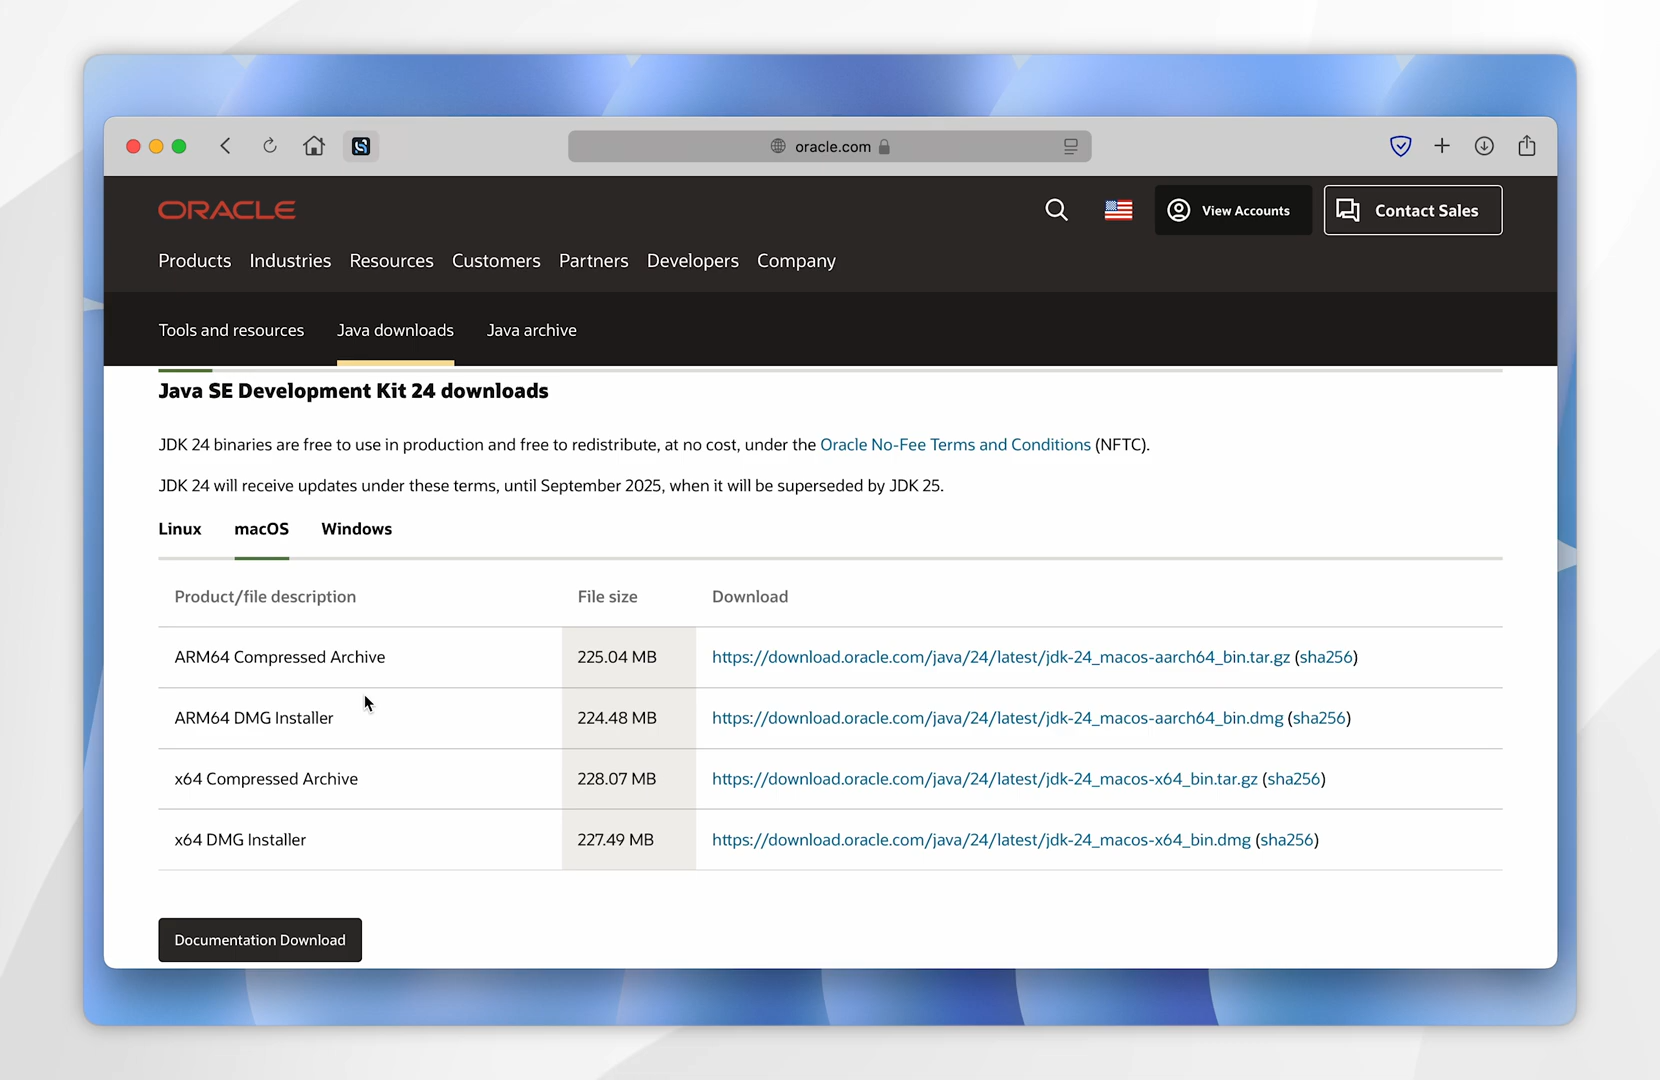 oracle.com
ORACLE
View Accounts
Contact Sales
Products Industries Resources Customers Partners Developers Company
Tools and resources Java downloads Java archive
Java SE Development Kit 24 downloads
JDK 24 binaries are free to use in production and free to redistribute, at no cost, under the Oracle No-Fee Terms and Conditions (NFTC).
JDK 24 will receive updates under these terms, until September 2025, when it will be superseded by JDK 25.
Linux macOS Windows
Product/file description File size Download
ARM64 Compressed Archive 225.04 MB https://download.oracle.com/java/24/latest/jdk-24_macos-aarch64_bin.tar.gz (sha256)
ARM64 DMG Installer 224.48 MB https://download.oracle.com/java/24/latest/jdk-24_macos-aarch64_bin.dmg (sha256)
x64 Compressed Archive 228.07 MB https://download.oracle.com/java/24/latest/jdk-24_macos-x64_bin.tar.gz (sha256)
x64 DMG Installer 227.49 MB https://download.oracle.com/java/24/latest/jdk-24_macos-x64_bin.dmg (sha256)
Documentation Download